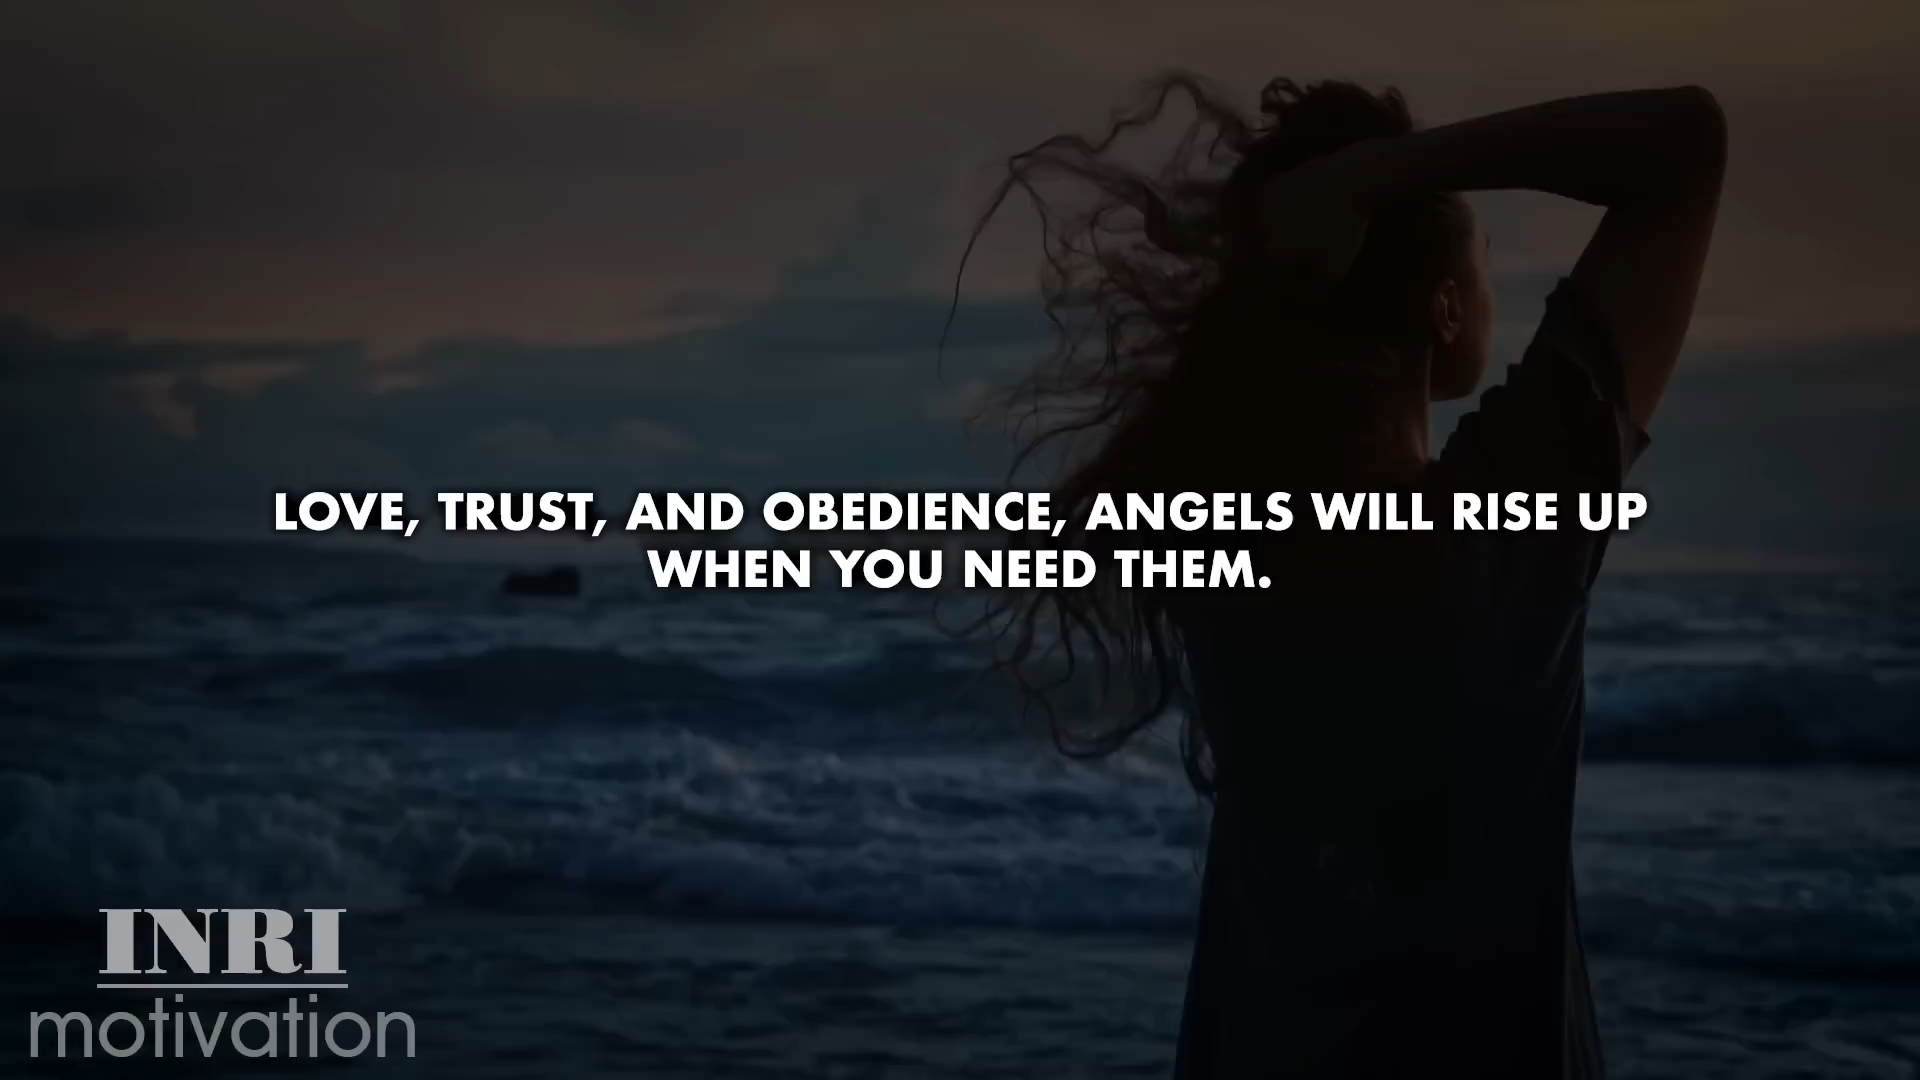 LOVE, TRUST, AND OBEDIENCE, ANGELS WILL RISE UP
WHEN YOU NEED THEM.
INRI
motivation